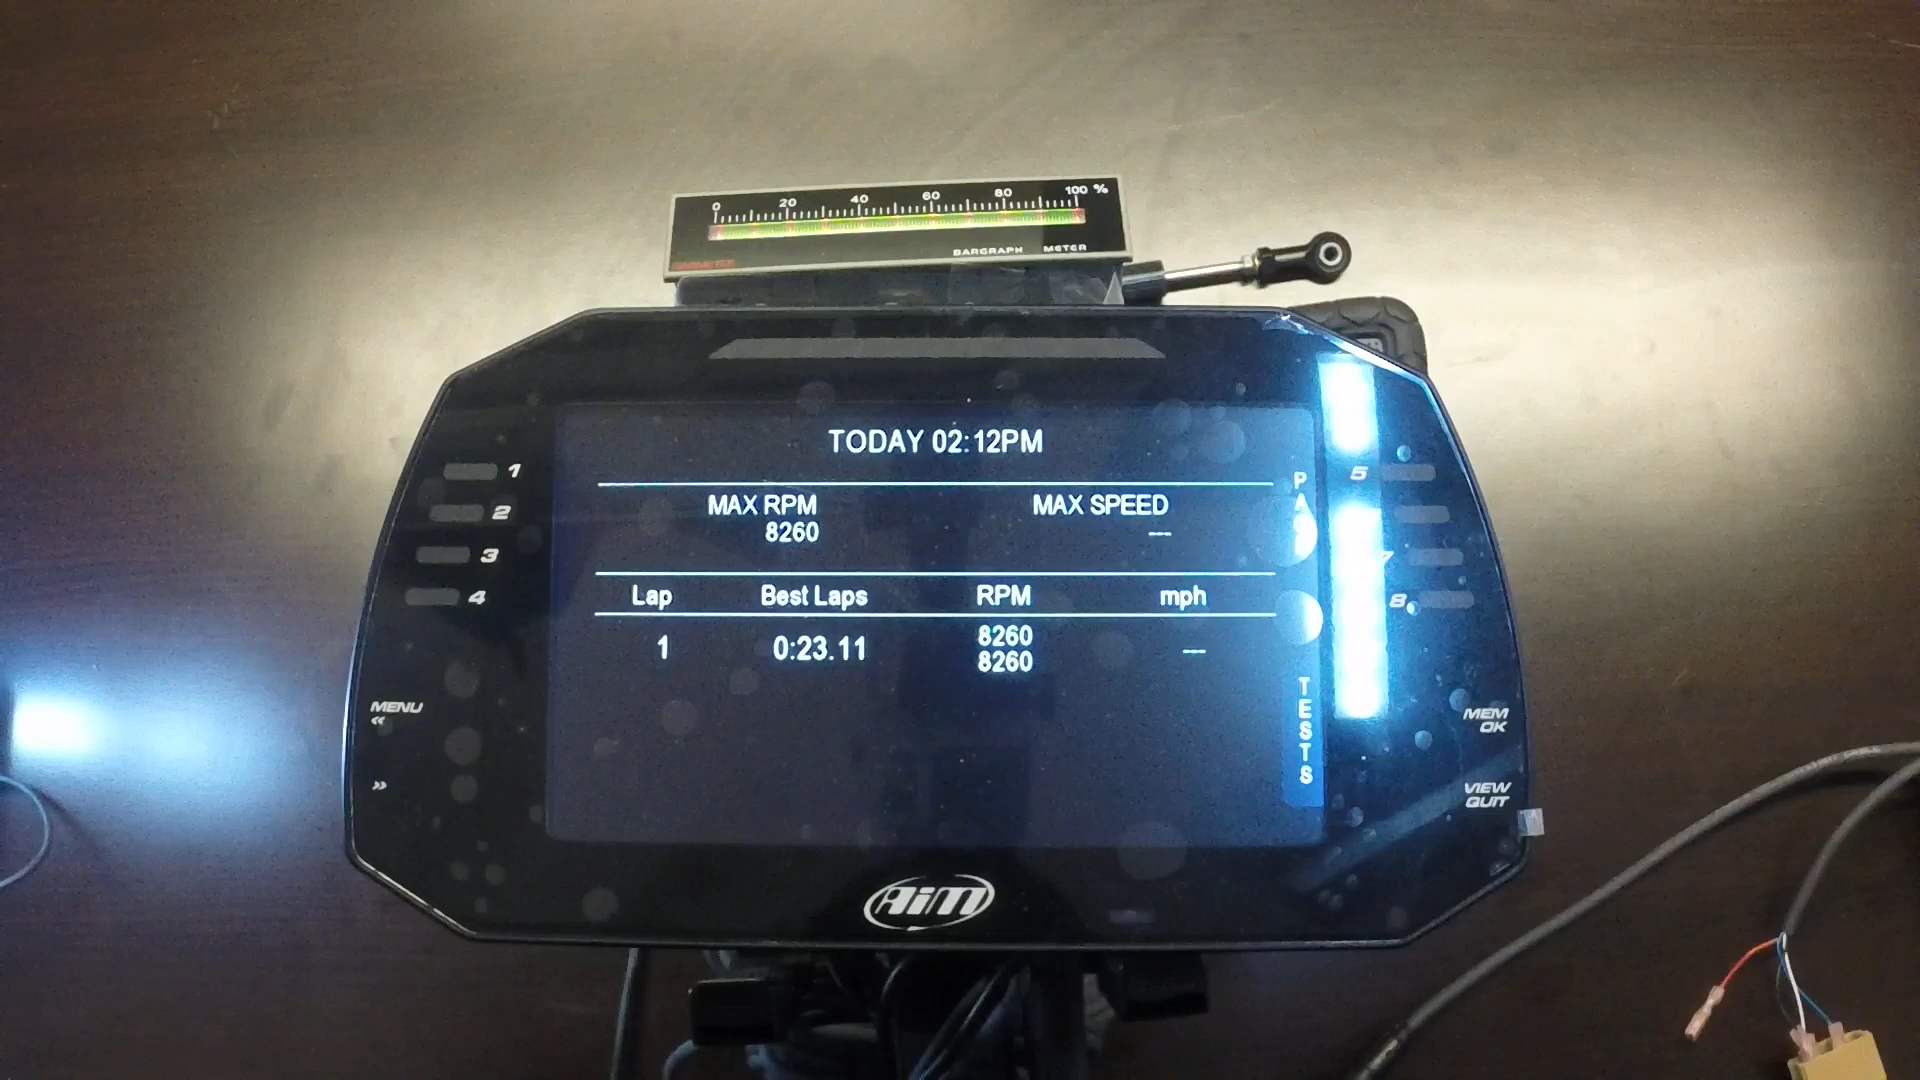 0 20 40 60 80 100 %
BARGRAPH METER
TODAY 02:12PM
MAX RPM MAX SPEED
8260 ---
Lap Best Laps RPM mph
1 0:23.11 8260 ---
8260
TESTS
1
2
3
4
5
7
8
MENU
<<
>>
MEM
OK
VIEW
QUIT
AiM